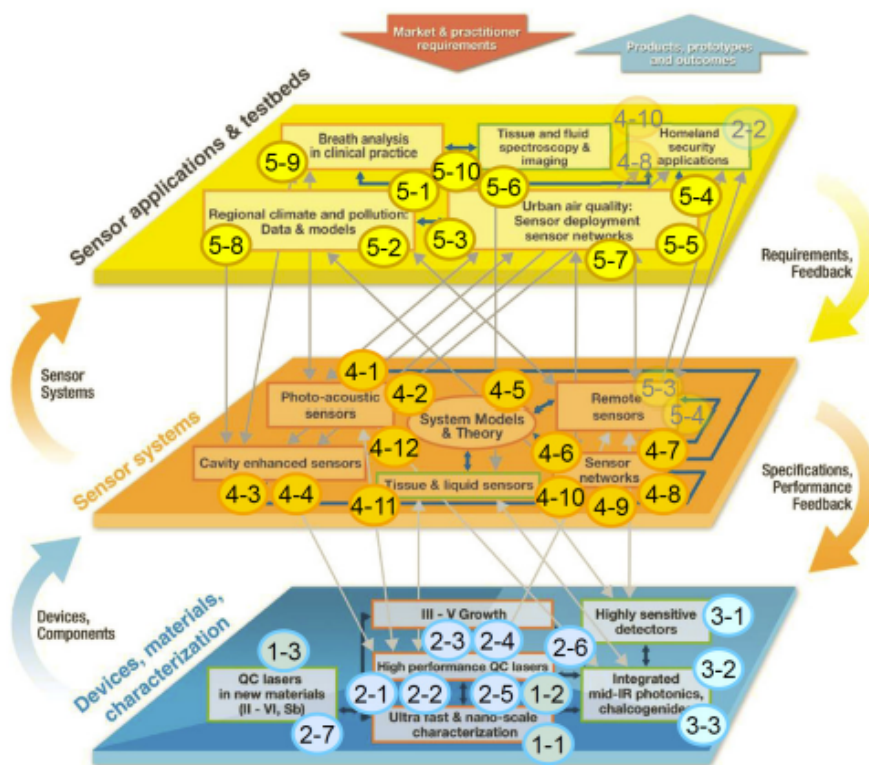 Market & practitioner
requirements
Products, prototypes
and outcomes
Sensor applications & testbeds
Breath analysis
in clinical practice
Tissue and fluid
spectroscopy
& imaging
Homeland
security
applications
4-10
2-2
4-8
5-9
5-10
5-1
5-6
5-4
Regional climate and pollution:
Data & models
Urban air quality:
Sensor deployment
sensor networks
5-8
5-2
5-3
5-7
5-5
Requirements,
Feedback
Sensor
Systems
Sensor systems
4-1
4-2
4-5
Photo-acoustic
sensors
System Models
& Theory
Remote
sensors
5-3
5-4
4-12
4-6
4-7
Cavity enhanced sensors
Tissue & liquid sensors
Sensor
networks
4-3
4-4
4-11
4-10
4-9
4-8
Specifications,
Performance
Feedback
Devices,
Components
Devices, materials,
characterization
III - V Growth
Highly sensitive
detectors
3-1
2-3
2-4
2-6
1-3
High performance QC lasers
3-2
QC lasers
in new materials
(II - VI, Sb)
2-1
2-2
2-5
1-2
Integrated
mid-IR photonics,
chalcogenide
3-3
2-7
Ultra fast & nano-scale
characterization
1-1